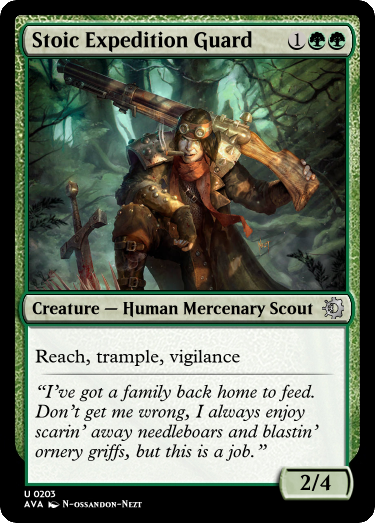 Stoic Expedition Guard 1
Creature — Human Mercenary Scout
Reach, trample, vigilance
“I’ve got a family back home to feed.
Don’t get me wrong, I always enjoy
scarin’ away needleboars and blastin’
ornery griffs, but this is a job.”
2/4
U 0203
AVA N-ossandon-Nezt